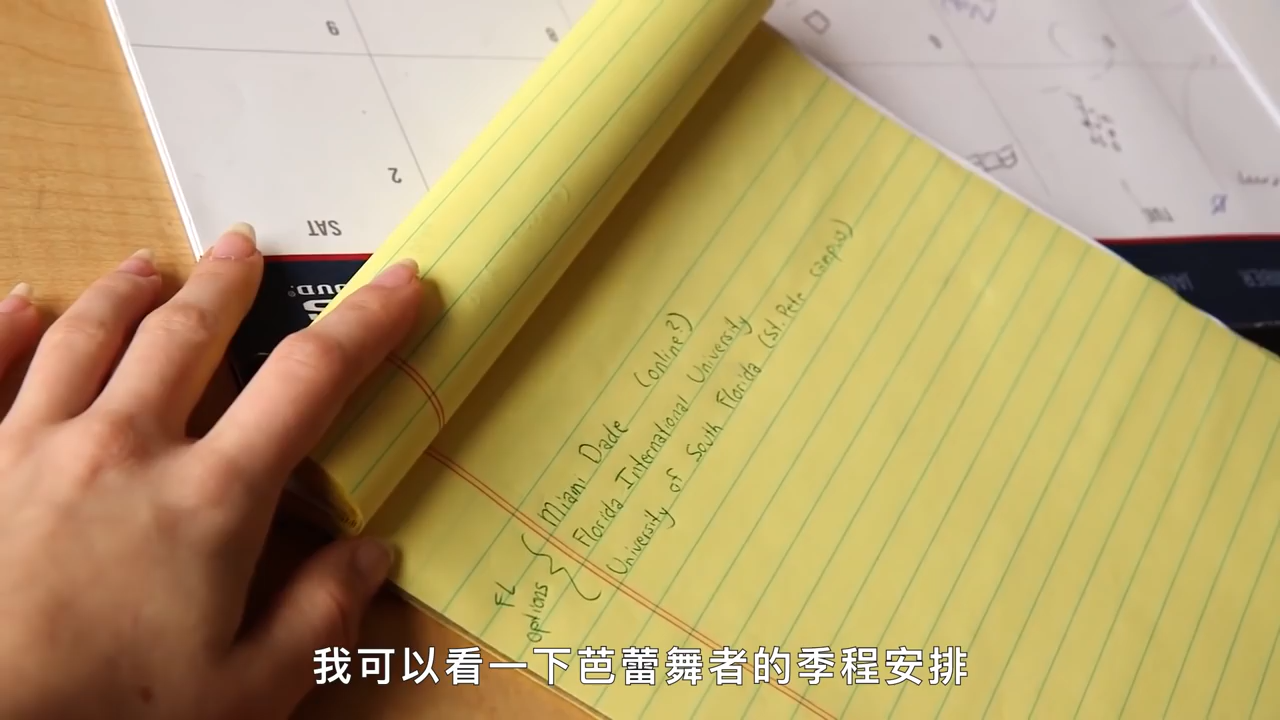 9
2
SAT
TUE
FL options
Miami Dade (online?)
Florida International University
University of South Florida (St. Pete campus)
我可以看一下芭蕾舞者的季程安排